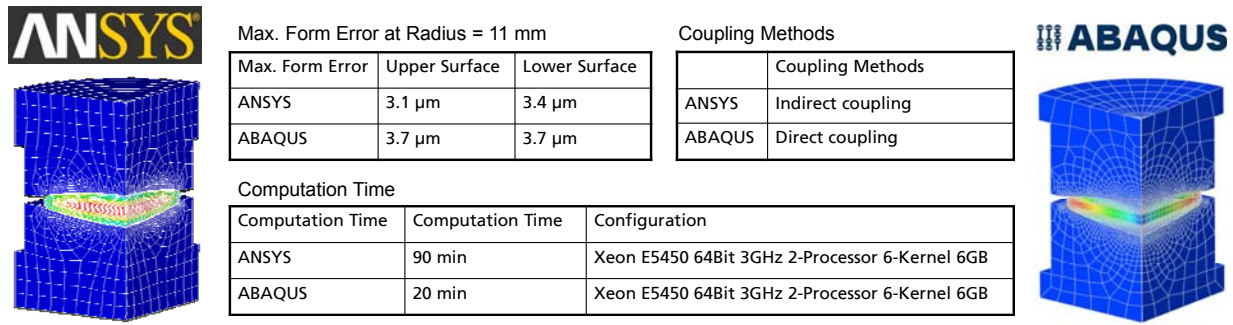 ANSYS
Max. Form Error at Radius = 11 mm
Max. Form Error Upper Surface Lower Surface
ANSYS 3.1 µm 3.4 µm
ABAQUS 3.7 µm 3.7 µm
Coupling Methods
Coupling Methods
ANSYS Indirect coupling
ABAQUS Direct coupling
ABAQUS
Computation Time
Computation Time Computation Time Configuration
ANSYS 90 min Xeon E5450 64Bit 3GHz 2-Processor 6-Kernel 6GB
ABAQUS 20 min Xeon E5450 64Bit 3GHz 2-Processor 6-Kernel 6GB